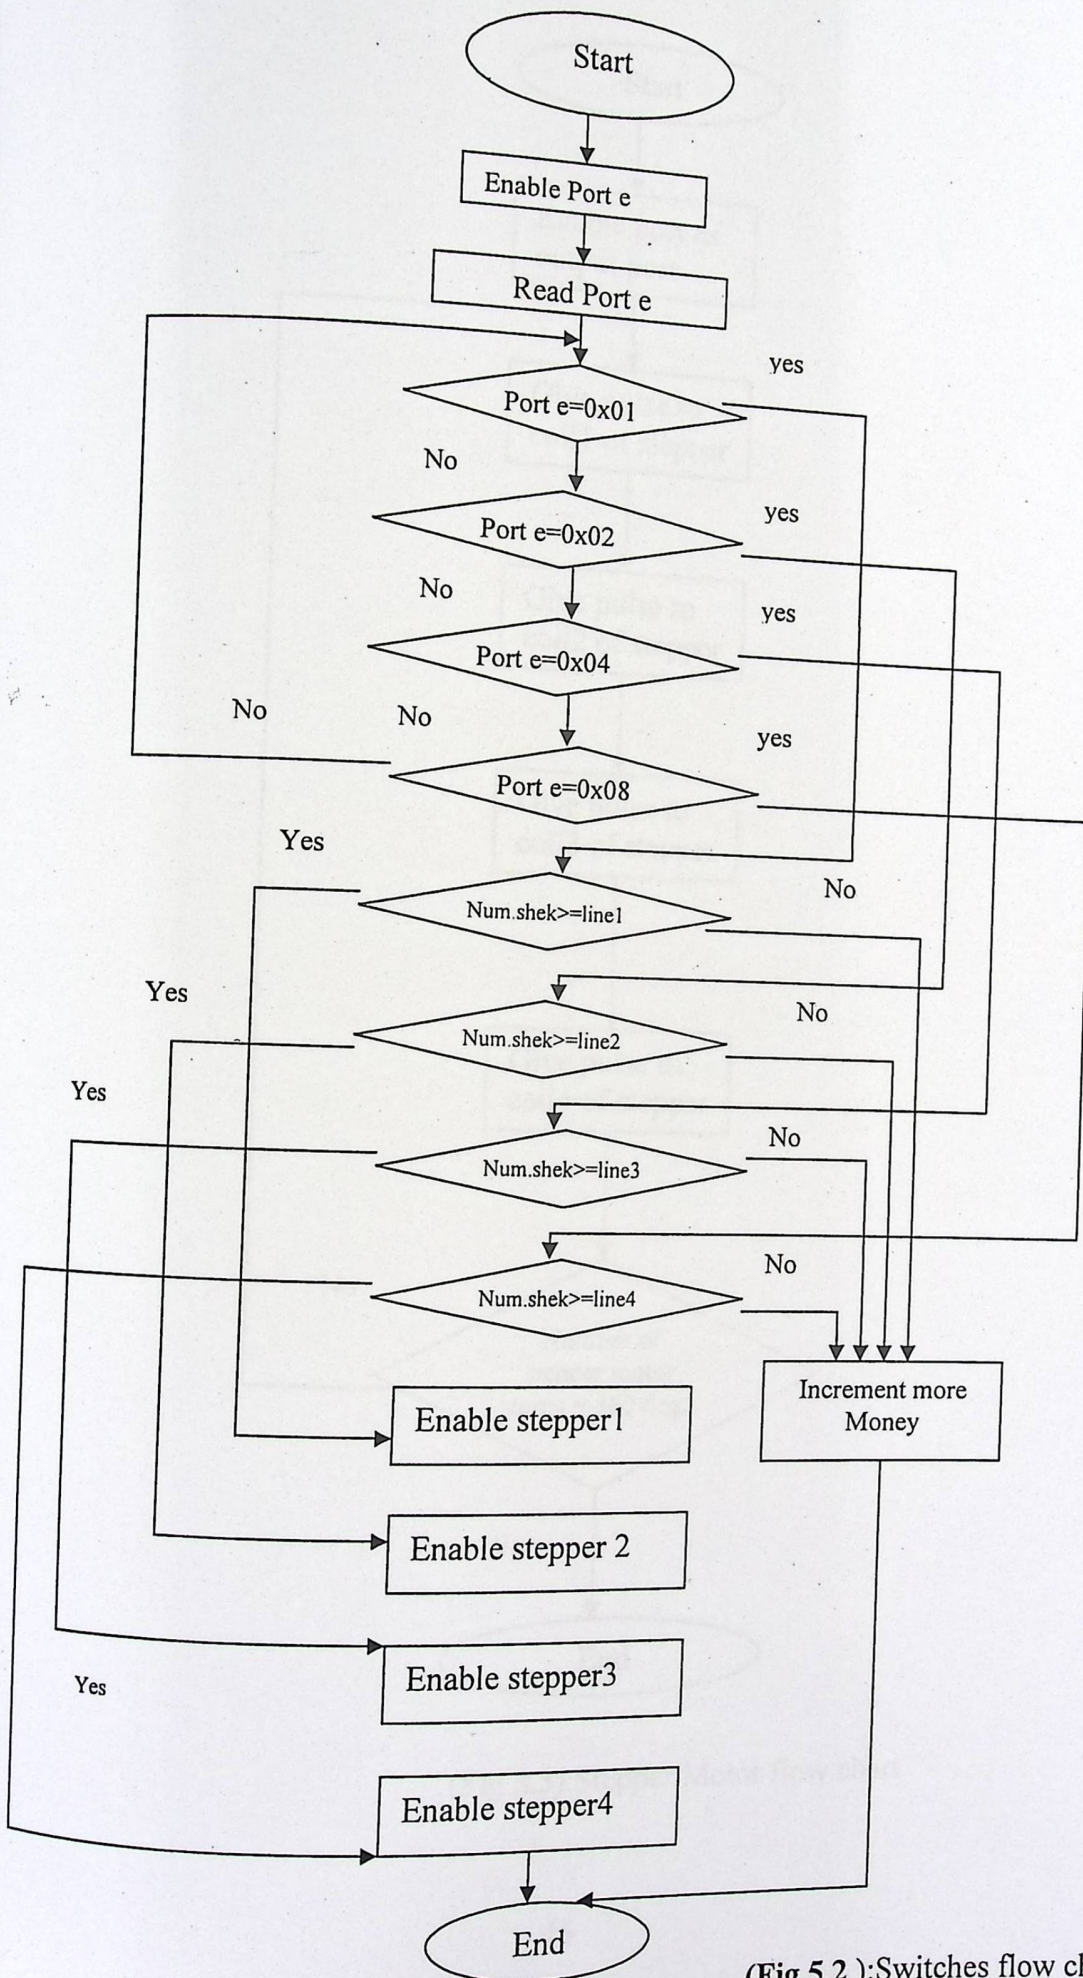 Start
Enable Port e
Read Port e
yes
Port e=0x01
No
yes
Port e=0x02
No
yes
Port e=0x04
No
No
yes
Port e=0x08
Yes
No
Num.shek>=line1
Yes
No
Num.shek>=line2
Yes
No
Num.shek>=line3
No
Num.shek>=line4
Increment more
Money
Enable stepper1
Enable stepper 2
Enable stepper3
Yes
Enable stepper4
End
(Fig 5.2 ):Switches flow